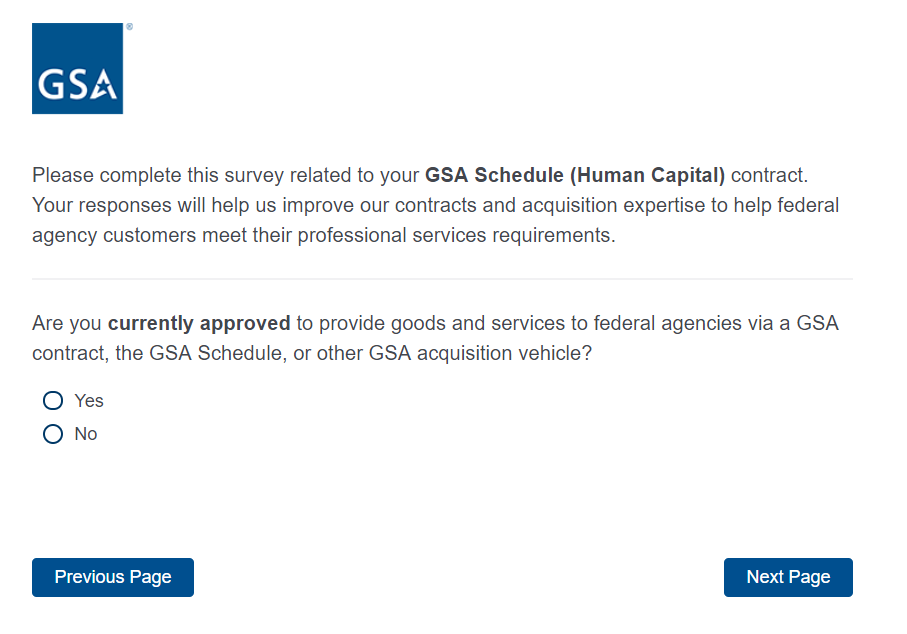 GSA®
Please complete this survey related to your GSA Schedule (Human Capital) contract.
Your responses will help us improve our contracts and acquisition expertise to help federal
agency customers meet their professional services requirements.
Are you currently approved to provide goods and services to federal agencies via a GSA
contract, the GSA Schedule, or other GSA acquisition vehicle?
Yes
No
Previous Page
Next Page